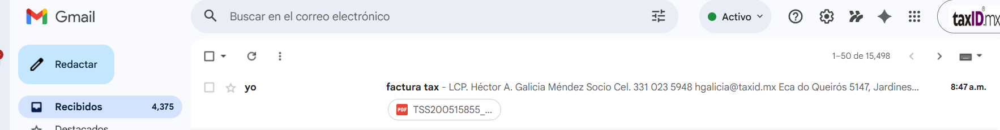 Gmail
Buscar en el correo electrónico
Activo
taxID.mx
®
Redactar
1–50 de 15,498
yo
factura tax - LCP. Héctor A. Galicia Méndez Socio Cel. 331 023 5948 hgalicia@taxid.mx Eca do Queirós 5147, Jardines...
8:47 a.m.
Recibidos
4,375
PDF
TSS200515855_...
Destacados